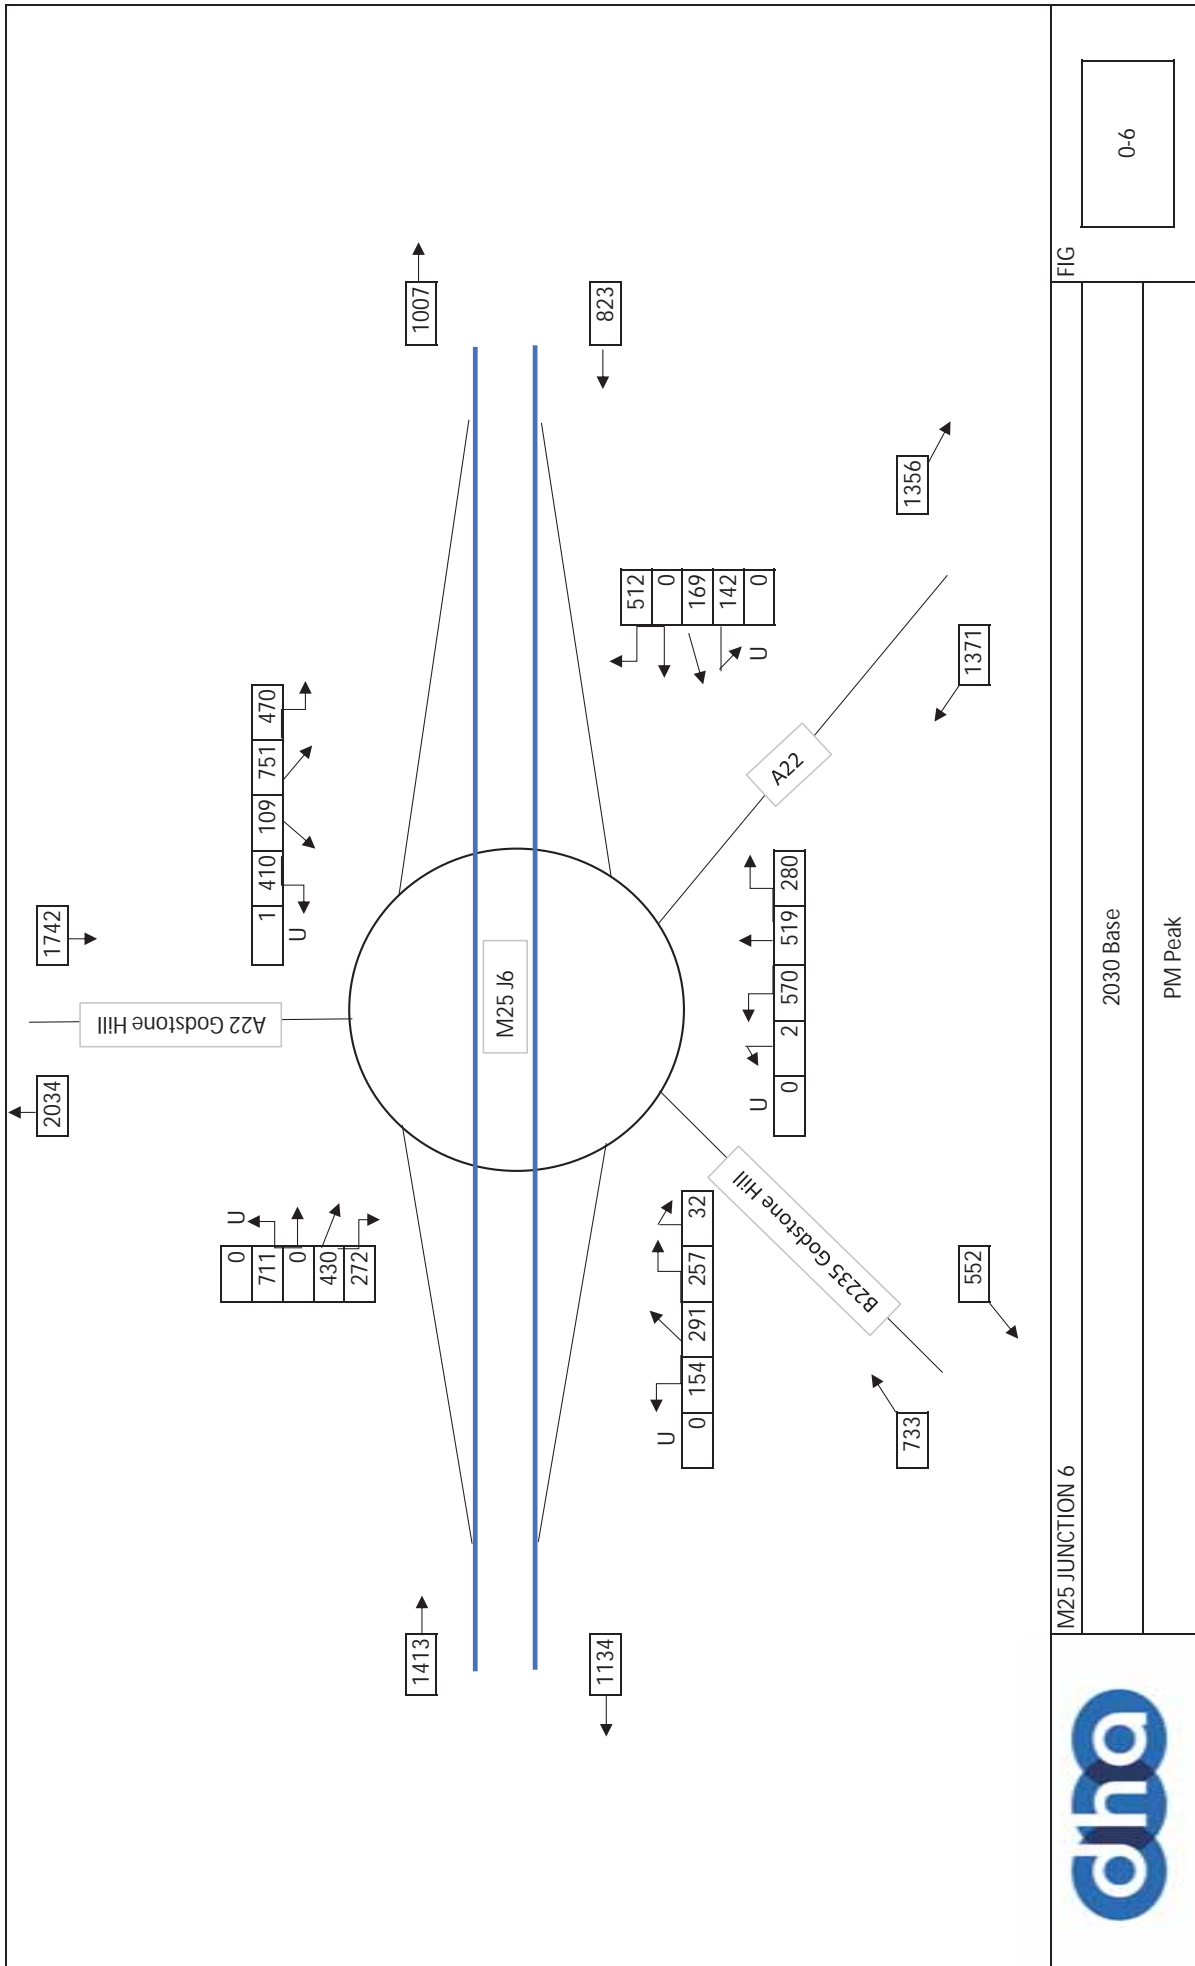 2034
1742
A22 Godstone Hill
U
0
711
0
430
272
1 410 109 751 470
U
1413
1007
M25 J6
1134
823
512
0
169
142
0
U
U
0 154 291 257 32
U
0 2 570 519 280
A22
B2235 Godstone Hill
733
552
1371
1356
M25 JUNCTION 6
FIG
2030 Base
0-6
PM Peak
dha